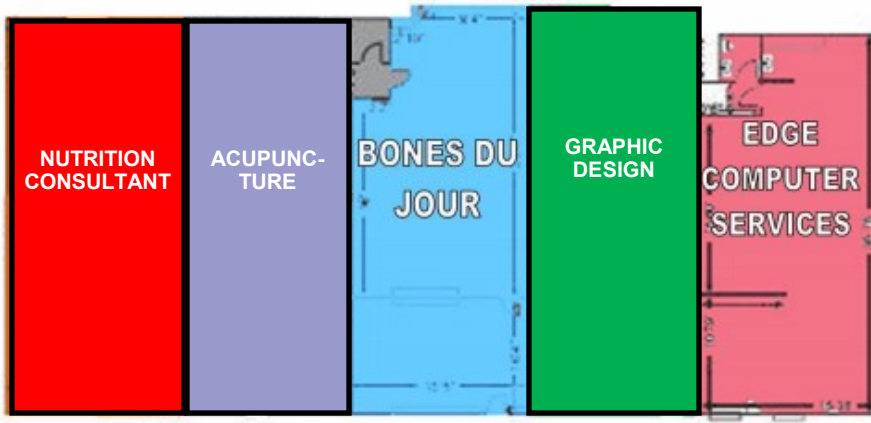 NUTRITION
CONSULTANT
ACUPUNC-
TURE
BONES DU
JOUR
GRAPHIC
DESIGN
EDGE
COMPUTER
SERVICES